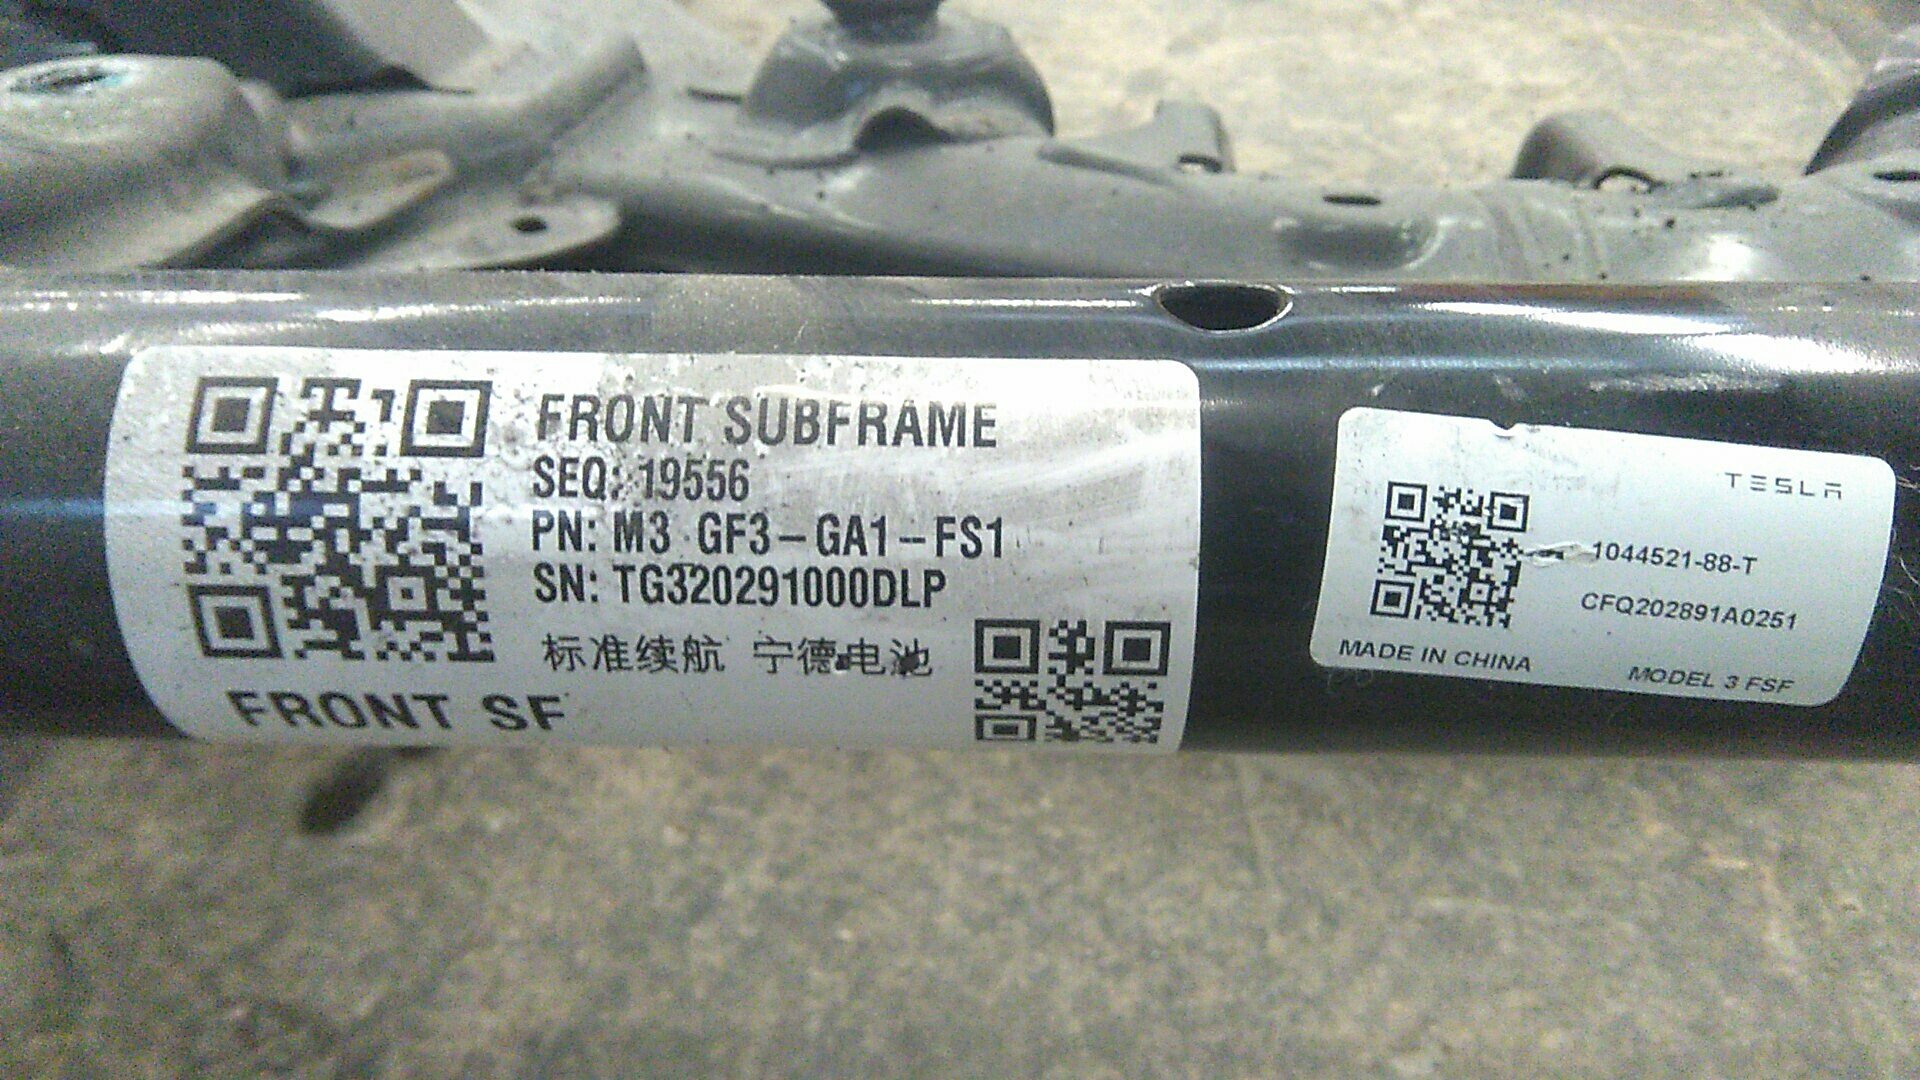 FRONT SUBFRAME
SEQ: 19556
PN: M3 GF3-GA1-FS1
SN: TG320291000DLP
标准续航 宁德电池
FRONT SF
TESLA
1044521-88-T
CFQ202891A0251
MADE IN CHINA
MODEL 3 FSF